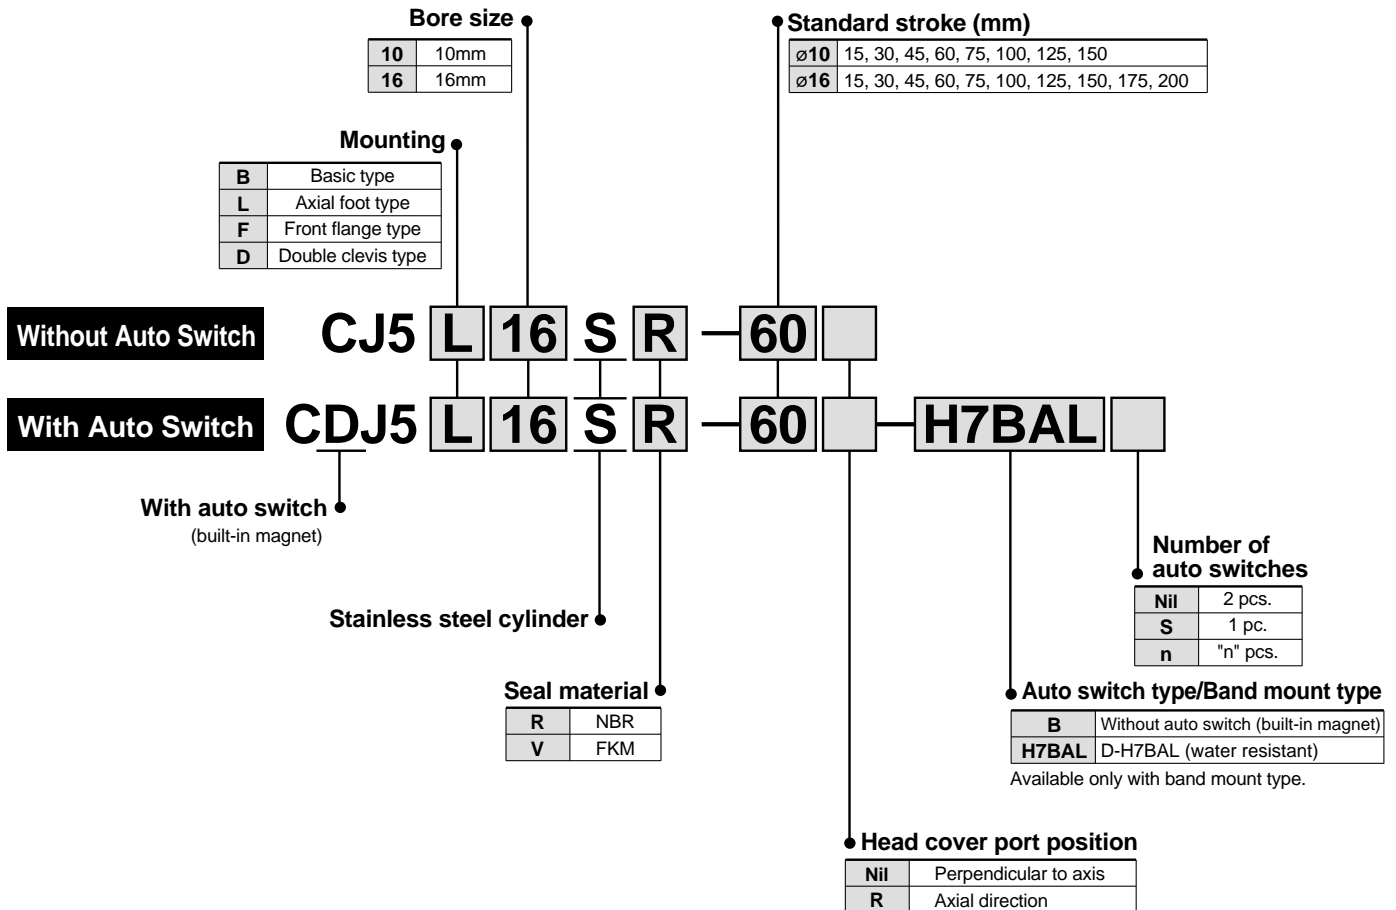 Bore size
10 10mm
16 16mm
Standard stroke (mm)
ø10 15, 30, 45, 60, 75, 100, 125, 150
ø16 15, 30, 45, 60, 75, 100, 125, 150, 175, 200
Mounting
B Basic type
L Axial foot type
F Front flange type
D Double clevis type
Without Auto Switch CJ5 L 16 S R — 60
With Auto Switch CDJ5 L 16 S R — 60 — H7BAL
With auto switch
(built-in magnet)
Stainless steel cylinder
Seal material
R NBR
V FKM
Number of
auto switches
Nil 2 pcs.
S 1 pc.
n "n" pcs.
Auto switch type/Band mount type
B Without auto switch (built-in magnet)
H7BAL D-H7BAL (water resistant)
Available only with band mount type.
Head cover port position
Nil Perpendicular to axis
R Axial direction